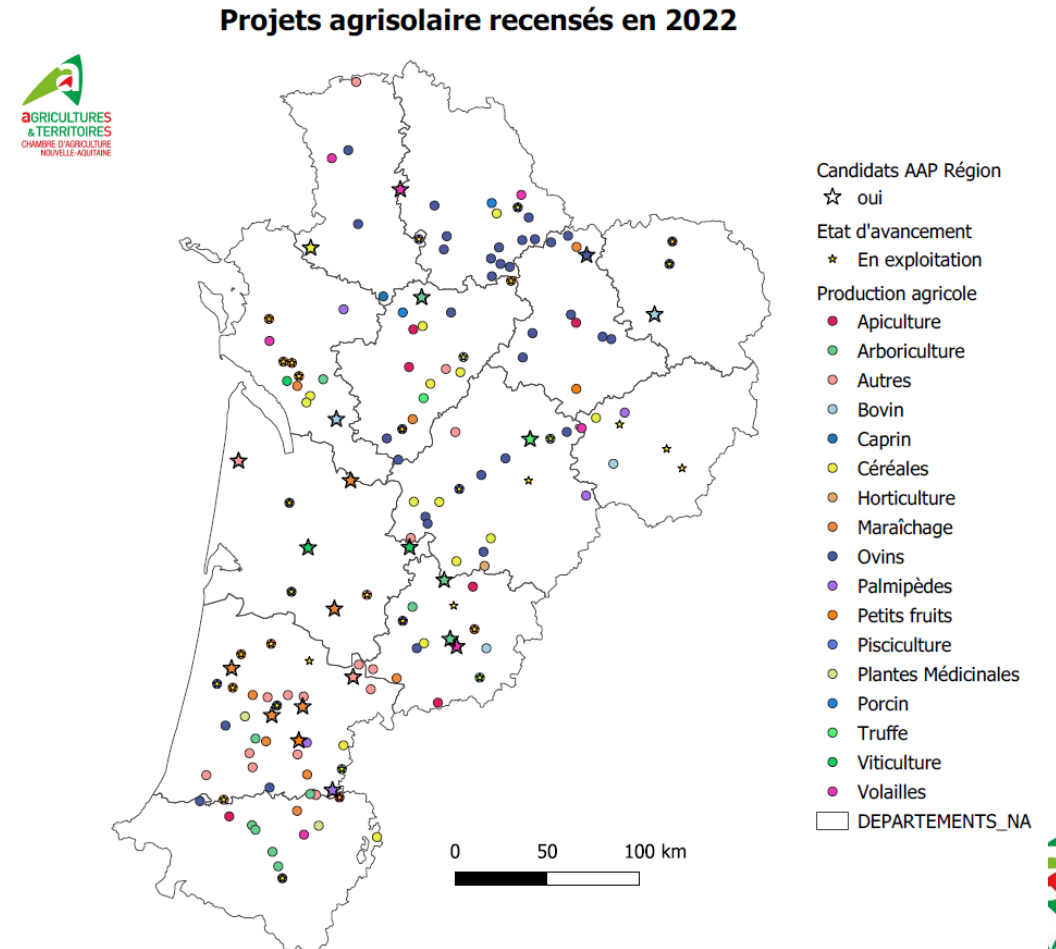 Projets agrisolaire recensés en 2022
aGRICULTURES
& TERRITOIRES
CHAMBRE D'AGRICULTURE
NOUVELLE-AQUITAINE
Candidats AAP Région
oui
Etat d'avancement
En exploitation
Production agricole
Apiculture
Arboriculture
Autres
Bovin
Caprin
Céréales
Horticulture
Maraîchage
Ovins
Palmipèdes
Petits fruits
Pisciculture
Plantes Médicinales
Porcin
Truffe
Viticulture
Volailles
DEPARTEMENTS_NA
0 50 100 km